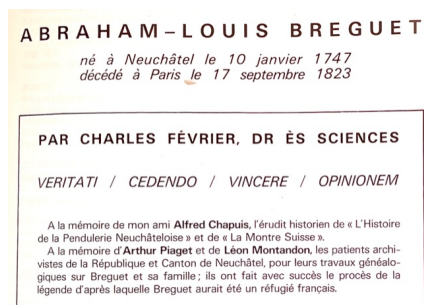 ABRAHAM–LOUIS BREGUET
né à Neuchâtel le 10 janvier 1747
décédé à Paris le 17 septembre 1823
PAR CHARLES FÉVRIER, DR ÈS SCIENCES
VERITATI / CEDENDO / VINCERE / OPINIONEM
A la mémoire de mon ami Alfred Chapuis, l'érudit historien de « L'Histoire
de la Pendulerie Neuchâteloise » et de « La Montre Suisse ».
A la mémoire d'Arthur Piaget et de Léon Montandon, les patients archi-
vistes de la République et Canton de Neuchâtel, pour leurs travaux généalo-
giques sur Breguet et sa famille ; ils ont fait avec succès le procès de la
légende d'après laquelle Breguet aurait été un réfugié français.